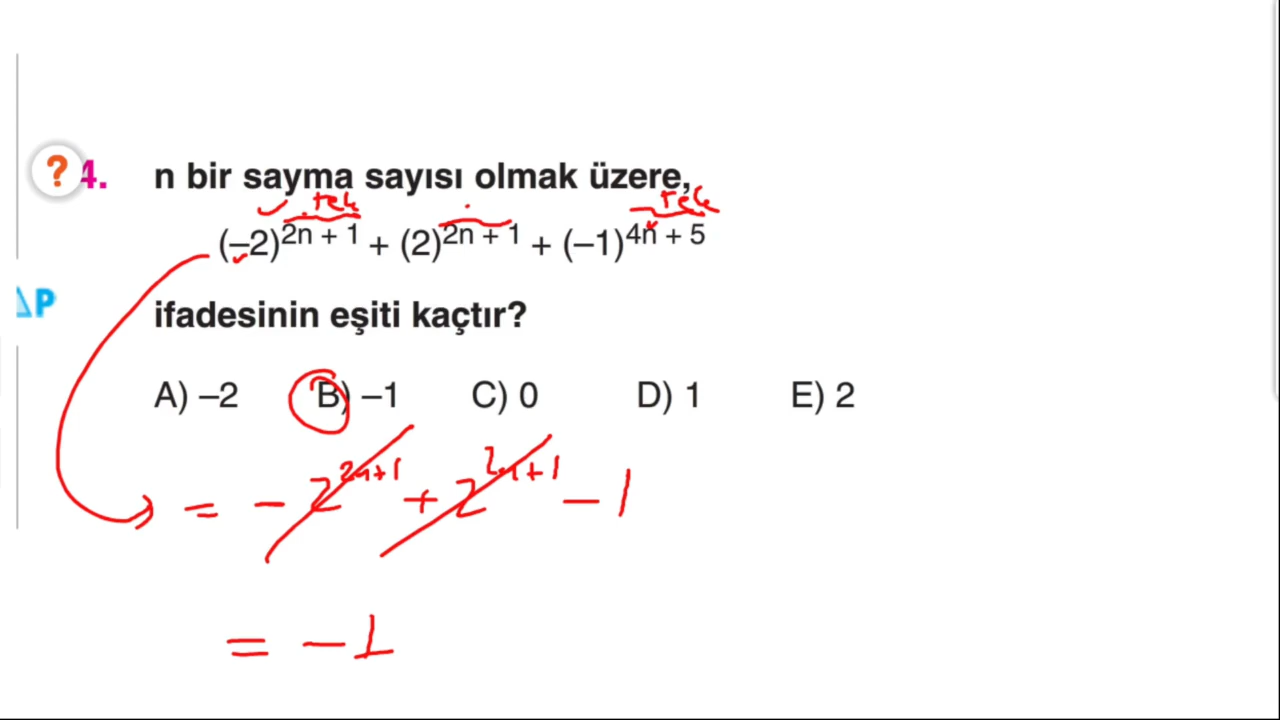 ? 4. n bir sayma sayısı olmak üzere,
tek tek
(–2)^{2n + 1} + (2)^{2n + 1} + (–1)^{4n + 5}
ΔP
ifadesinin eşiti kaçtır?
A) –2 B) –1 C) 0 D) 1 E) 2
= - 2^{2n+1} + 2^{2n+1} - 1
= - 1